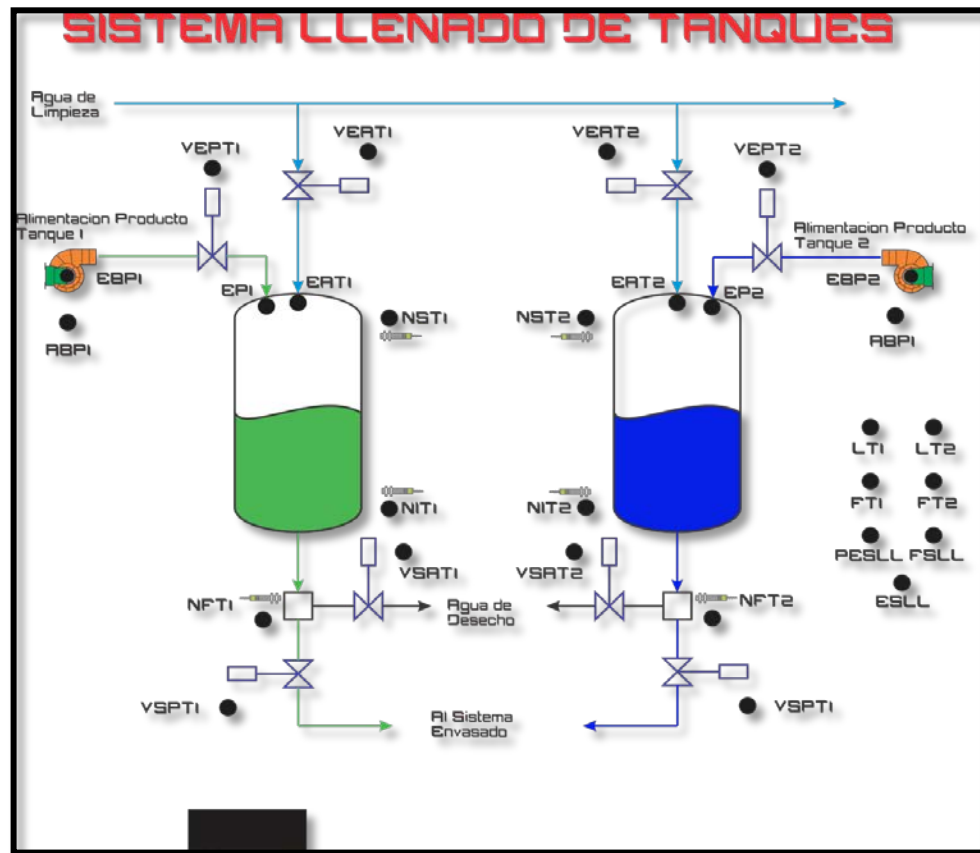 SISTEMA LLENADO DE TANQUES
Agua de
Limpieza
VEPT1
VEAT1
VEAT2
VEPT2
Alimentacion Producto
Tanque 1
Alimentacion Producto
Tanque 2
EBP1
EP1
EAT1
EAT2
EP2
EBP2
ABP1
NST1
NST2
ABP1
LT1
LT2
FT1
FT2
NIT1
NIT2
PESLL
FSLL
VSAT1
VSAT2
ESLL
NFT1
Agua de
Desecho
NFT2
VSPT1
Al Sistema
Envasado
VSPT1